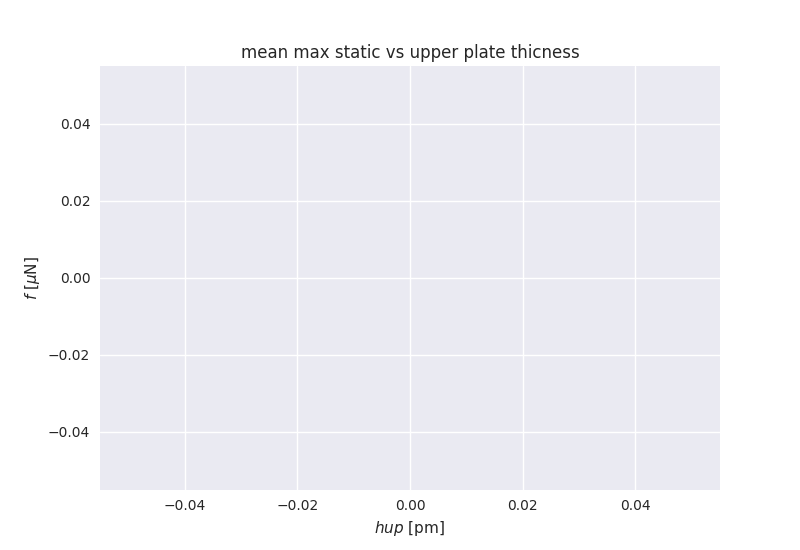 mean max static vs upper plate thicness
0.04
0.02
0.00
−0.02
−0.04
f [μN]
−0.04 −0.02 0.00 0.02 0.04
hup [pm]